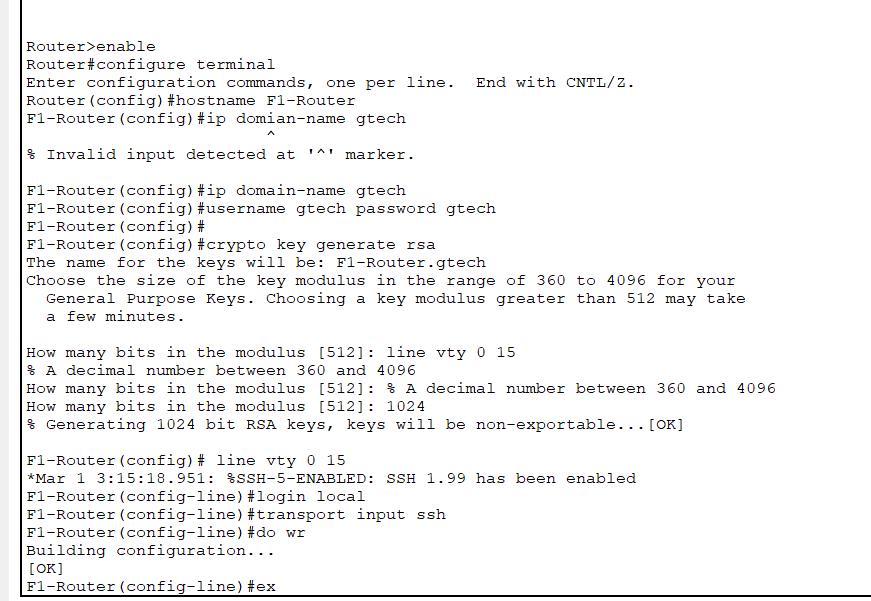 Router>enable
Router#configure terminal
Enter configuration commands, one per line.  End with CNTL/Z.
Router(config)#hostname F1-Router
F1-Router(config)#ip domian-name gtech
^
% Invalid input detected at '^' marker.
F1-Router(config)#ip domain-name gtech
F1-Router(config)#username gtech password gtech
F1-Router(config)#
F1-Router(config)#crypto key generate rsa
The name for the keys will be: F1-Router.gtech
Choose the size of the key modulus in the range of 360 to 4096 for your
General Purpose Keys. Choosing a key modulus greater than 512 may take
a few minutes.
How many bits in the modulus [512]: line vty 0 15
% A decimal number between 360 and 4096
How many bits in the modulus [512]: % A decimal number between 360 and 4096
How many bits in the modulus [512]: 1024
% Generating 1024 bit RSA keys, keys will be non-exportable...[OK]
F1-Router(config)# line vty 0 15
*Mar 1 3:15:18.951: %SSH-5-ENABLED: SSH 1.99 has been enabled
F1-Router(config-line)#login local
F1-Router(config-line)#transport input ssh
F1-Router(config-line)#do wr
Building configuration...
[OK]
F1-Router(config-line)#ex